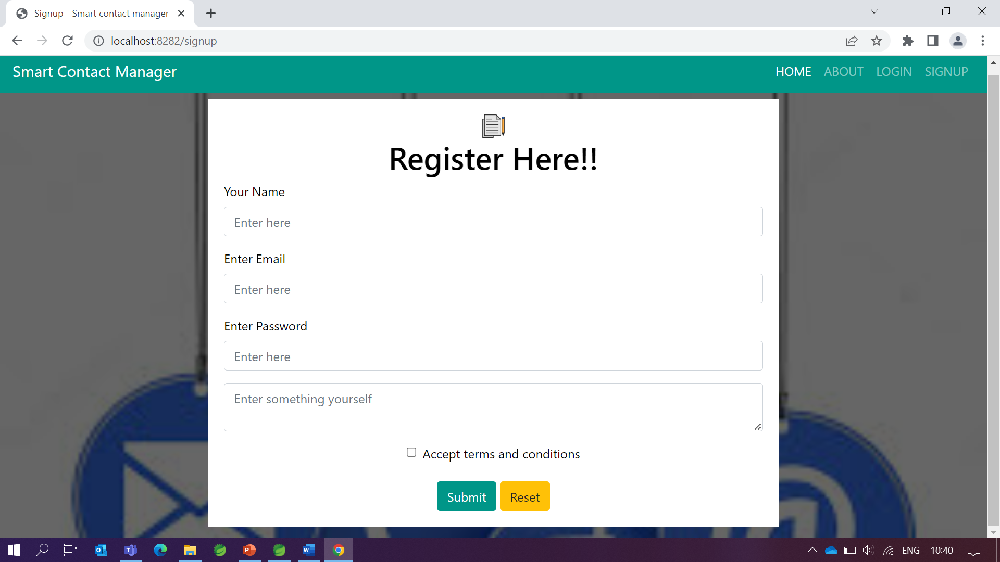 Signup - Smart contact manager
localhost:8282/signup
Smart Contact Manager
HOME ABOUT LOGIN SIGNUP
Register Here!!
Your Name
Enter here
Enter Email
Enter here
Enter Password
Enter here
Enter something yourself
Accept terms and conditions
Submit Reset
ENG 10:40